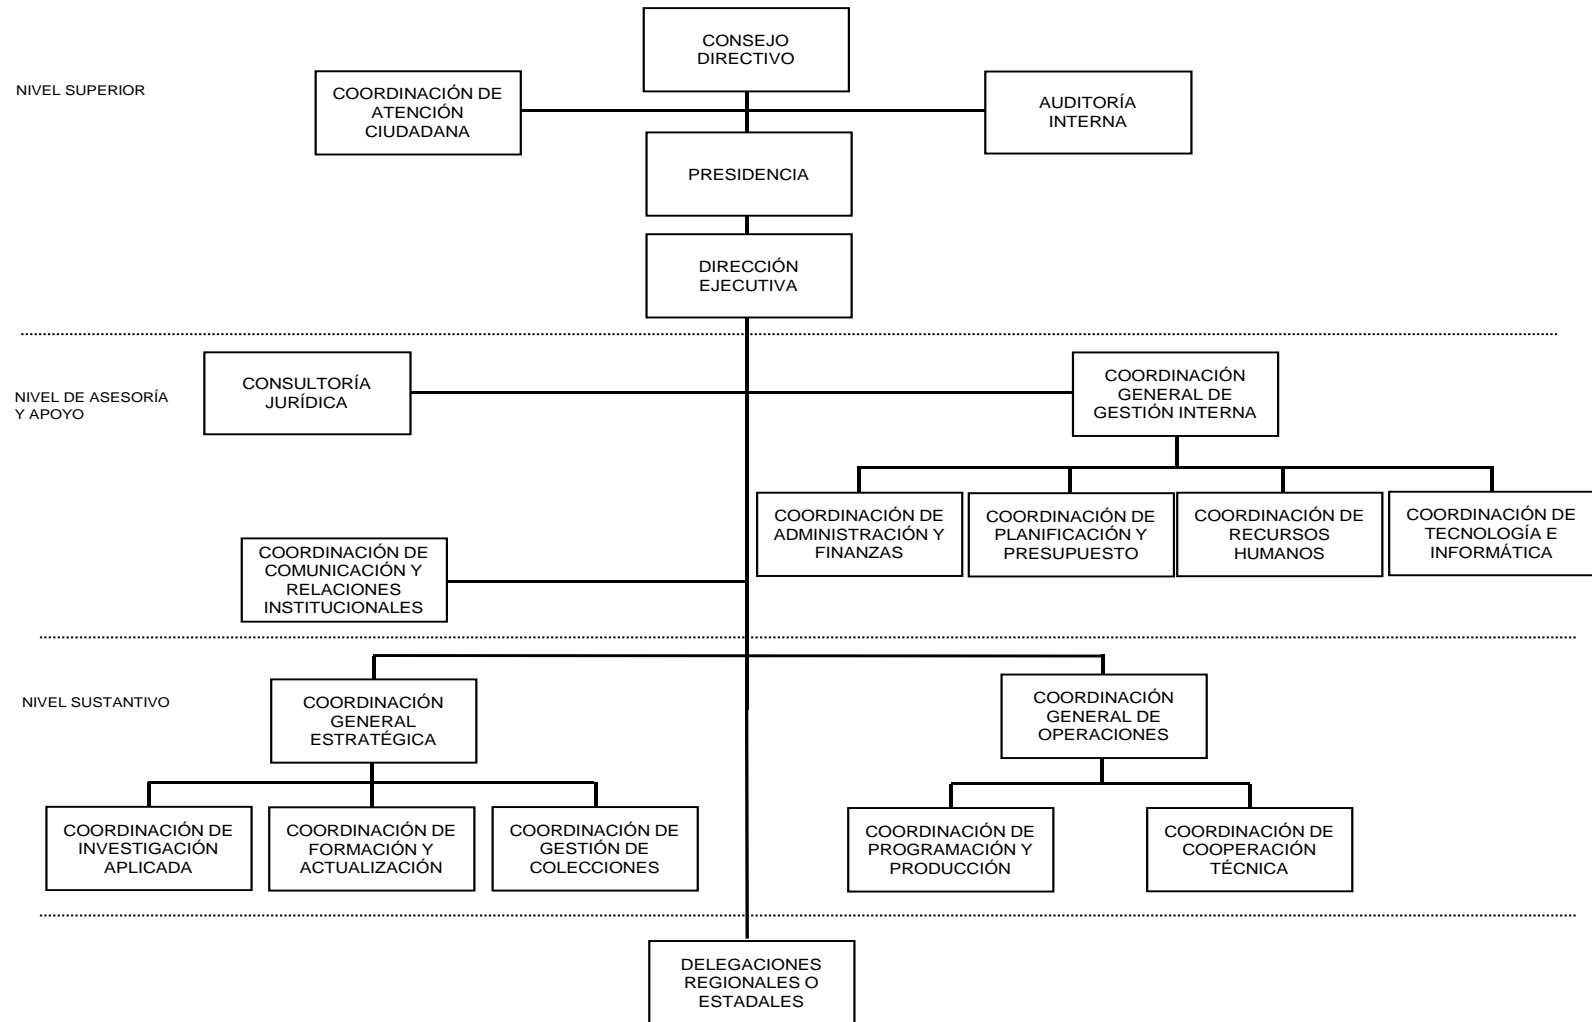 CONSEJO
DIRECTIVO
NIVEL SUPERIOR
COORDINACIÓN DE
ATENCIÓN
CIUDADANA
AUDITORÍA
INTERNA
PRESIDENCIA
DIRECCIÓN
EJECUTIVA
NIVEL DE ASESORÍA
Y APOYO
CONSULTORÍA
JURÍDICA
COORDINACIÓN
GENERAL DE
GESTIÓN INTERNA
COORDINACIÓN DE
ADMINISTRACIÓN Y
FINANZAS
COORDINACIÓN DE
PLANIFICACIÓN Y
PRESUPUESTO
COORDINACIÓN DE
RECURSOS
HUMANOS
COORDINACIÓN DE
TECNOLOGÍA E
INFORMÁTICA
COORDINACIÓN DE
COMUNICACIÓN Y
RELACIONES
INSTITUCIONALES
NIVEL SUSTANTIVO
COORDINACIÓN
GENERAL
ESTRATÉGICA
COORDINACIÓN
GENERAL DE
OPERACIONES
COORDINACIÓN DE
INVESTIGACIÓN
APLICADA
COORDINACIÓN DE
FORMACIÓN Y
ACTUALIZACIÓN
COORDINACIÓN DE
GESTIÓN DE
COLECCIONES
COORDINACIÓN DE
PROGRAMACIÓN Y
PRODUCCIÓN
COORDINACIÓN DE
COOPERACIÓN
TÉCNICA
DELEGACIONES
REGIONALES O
ESTADALES